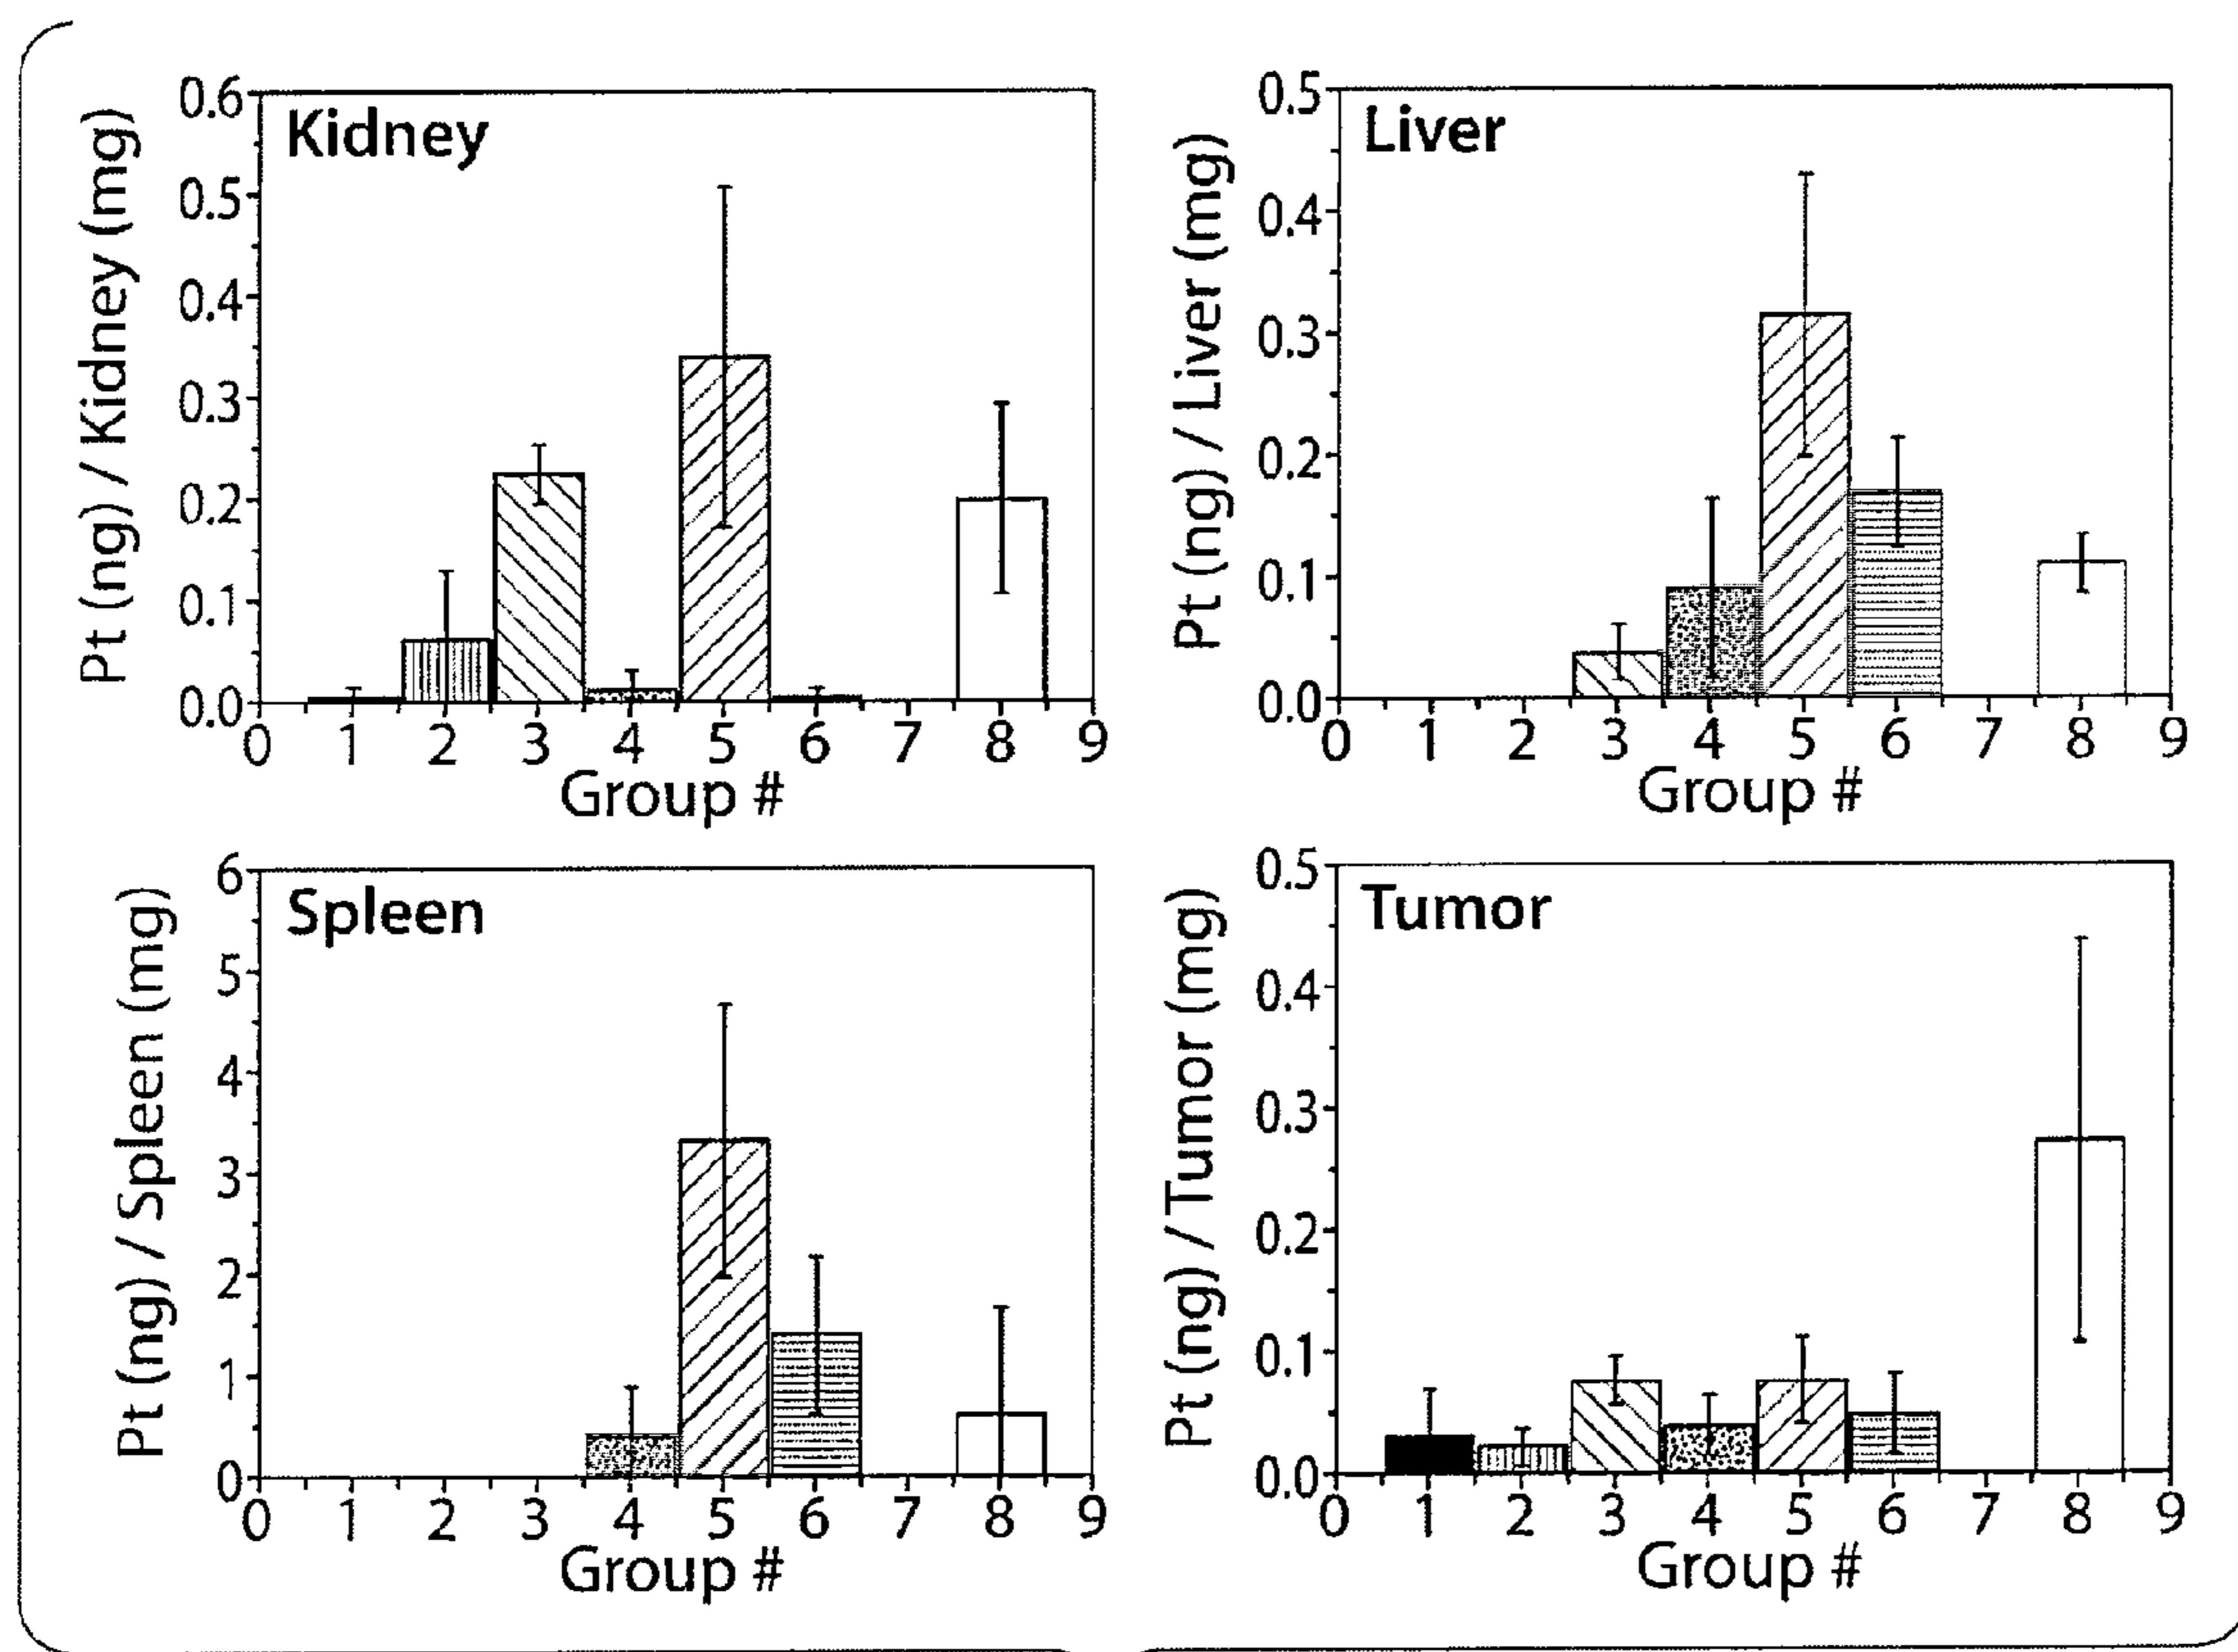 Kidney
Pt (ng) / Kidney (mg)
0.6
0.5
0.4
0.3
0.2
0.1
0.0
0 1 2 3 4 5 6 7 8 9
Group #
Liver
Pt (ng) / Liver (mg)
0.5
0.4
0.3
0.2
0.1
0.0
0 1 2 3 4 5 6 7 8 9
Group #
Spleen
Pt (ng) / Spleen (mg)
6
5
4
3
2
1
0
0 1 2 3 4 5 6 7 8 9
Group #
Tumor
Pt (ng) / Tumor (mg)
0.5
0.4
0.3
0.2
0.1
0.0
0 1 2 3 4 5 6 7 8 9
Group #